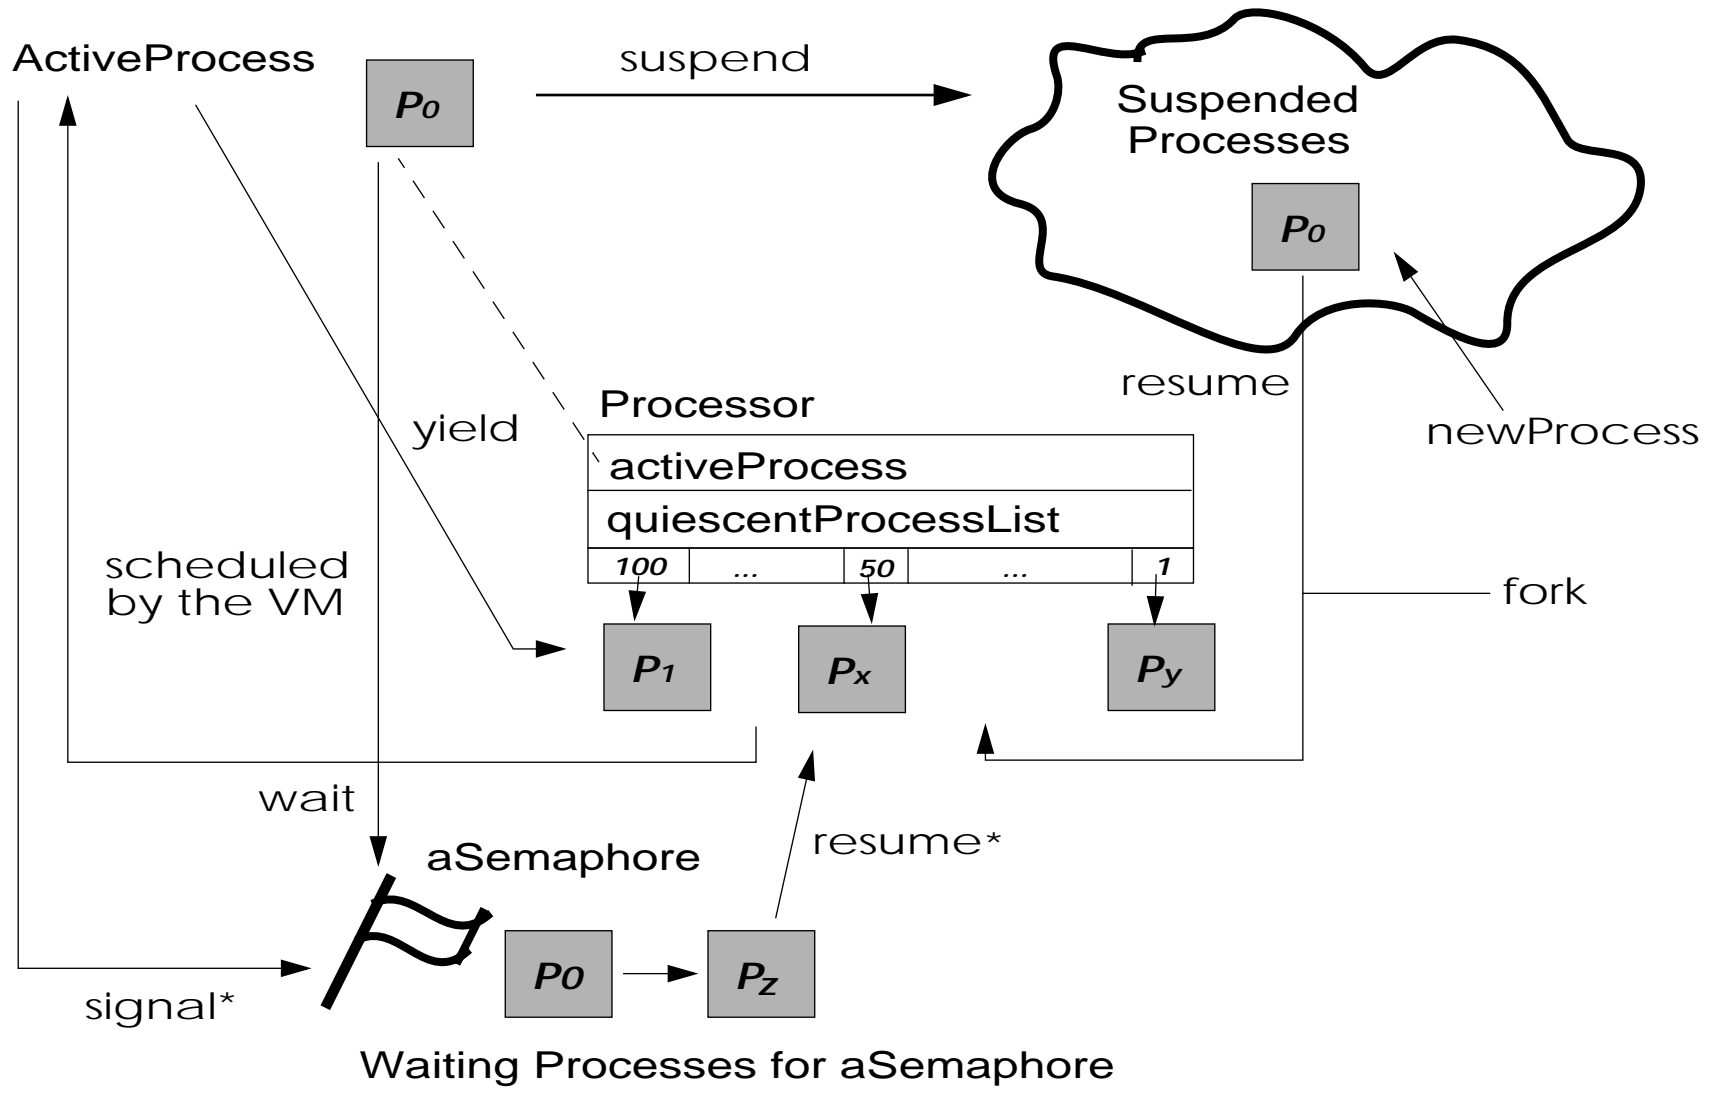 ActiveProcess
P0
suspend
Suspended
Processes
P0
resume
newProcess
Processor
yield
activeProcess
quiescentProcessList
100 ... 50 ... 1
scheduled
by the VM
fork
P1
Px
Py
wait
aSemaphore
resume*
P0
Pz
signal*
Waiting Processes for aSemaphore